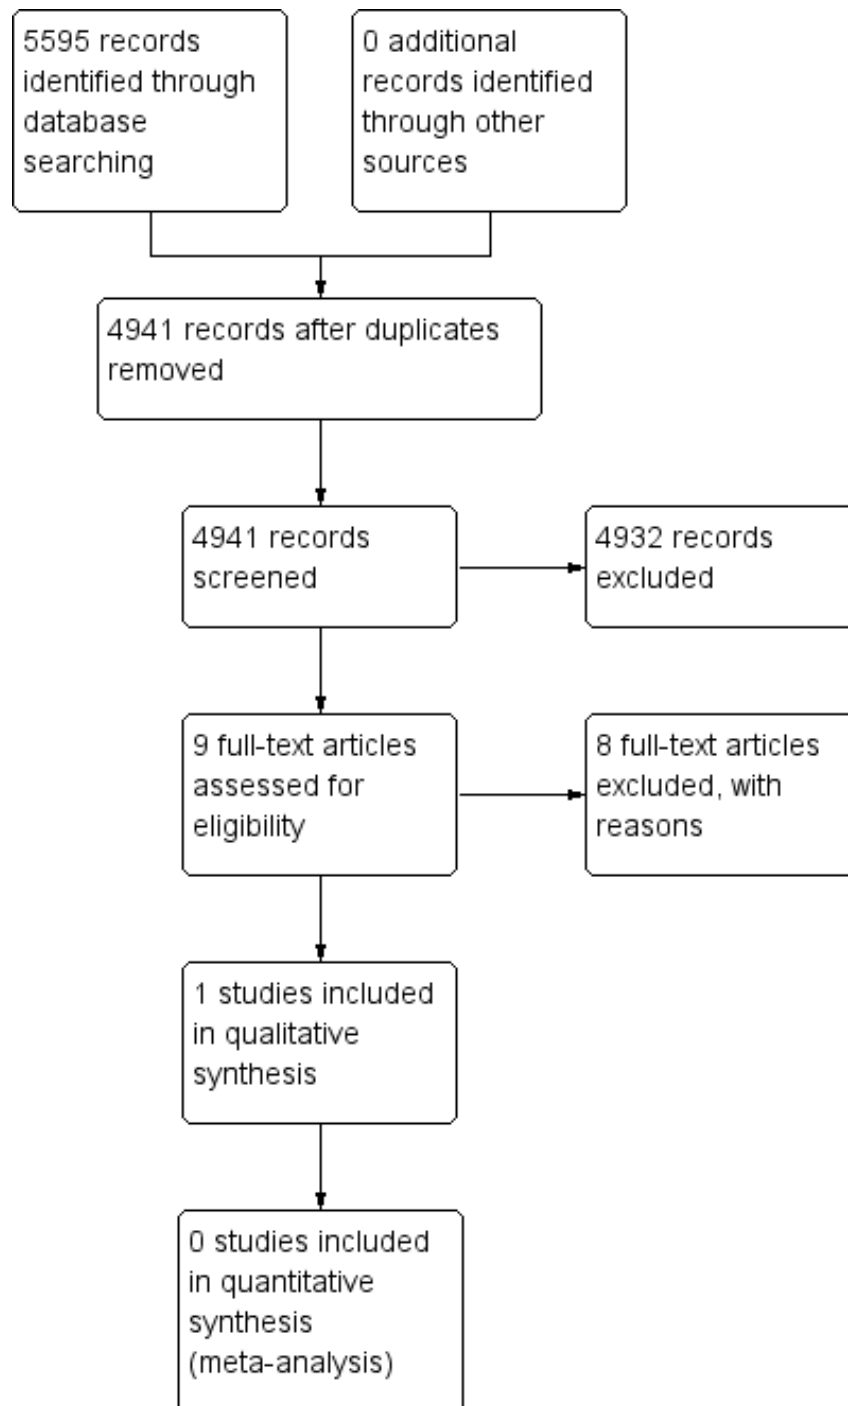 5595 records
identified through
database
searching
0 additional
records identified
through other
sources
4941 records after duplicates
removed
4941 records
screened
4932 records
excluded
9 full-text articles
assessed for
eligibility
8 full-text articles
excluded, with
reasons
1 studies included
in qualitative
synthesis
0 studies included
in quantitative
synthesis
(meta-analysis)